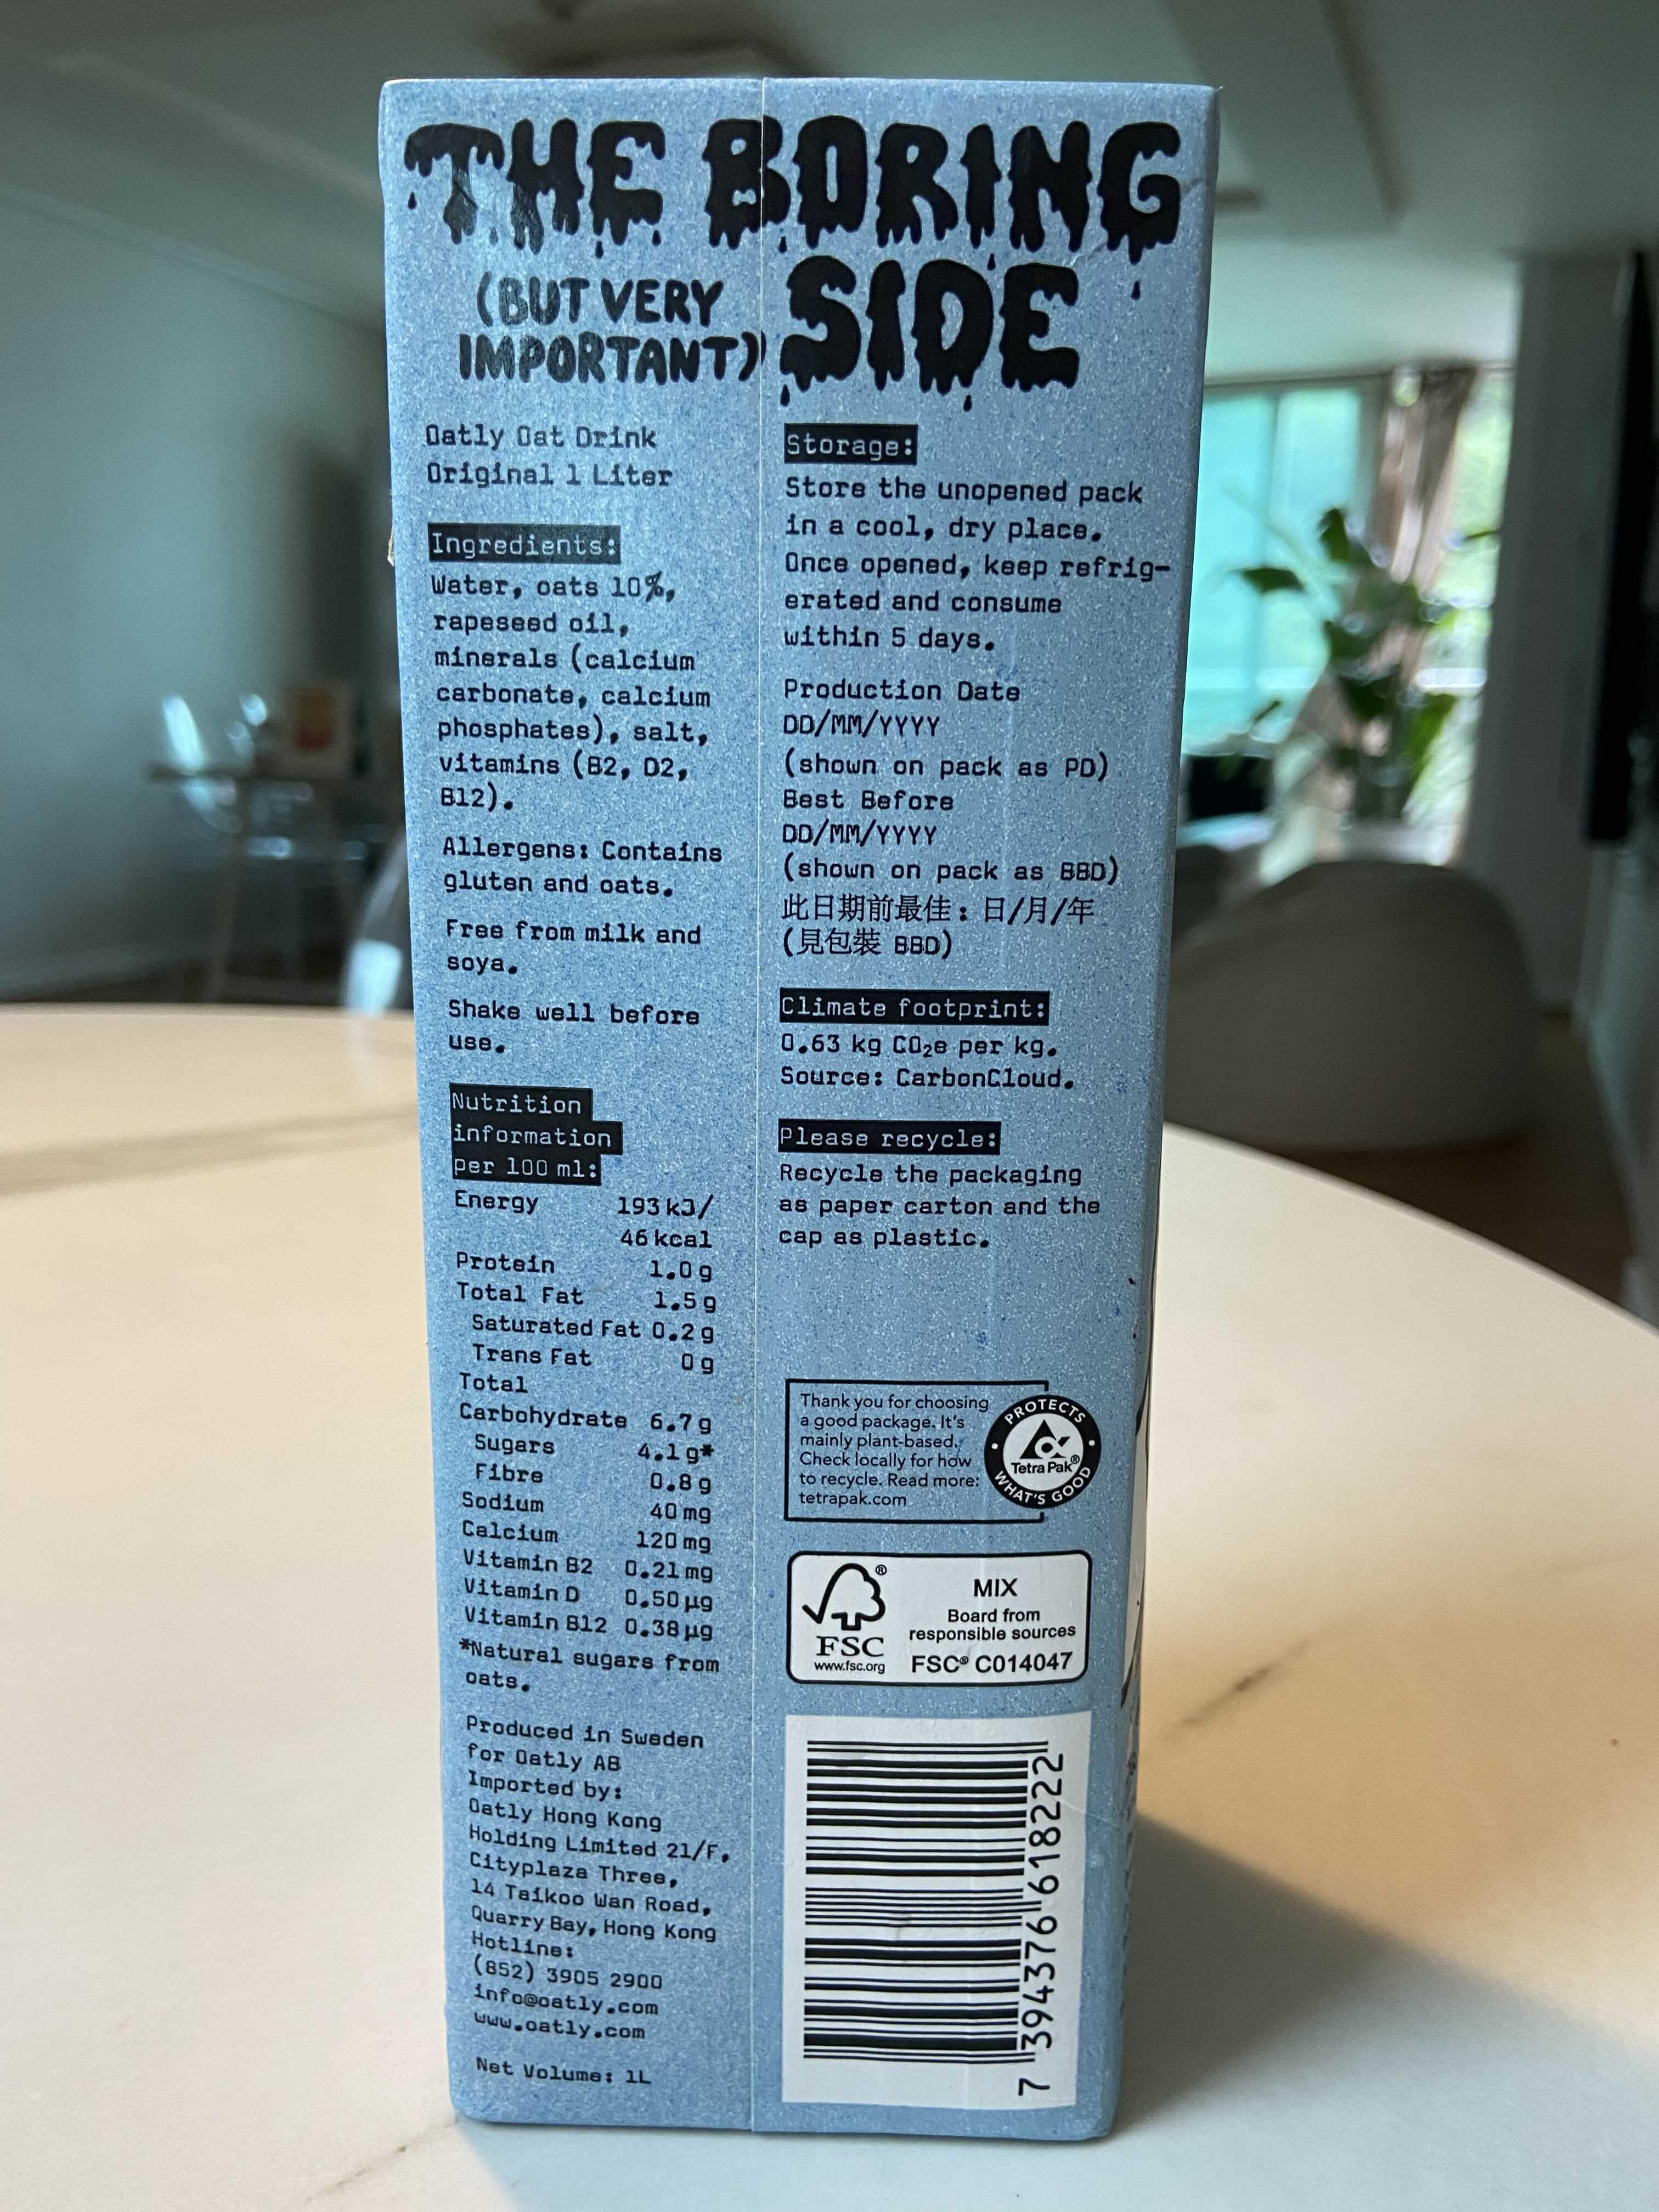 THE BORING
(BUT VERY
IMPORTANT)
SIDE
Oatly Oat Drink
Original 1 Liter
Ingredients:
Water, oats 10%,
rapeseed oil,
minerals (calcium
carbonate, calcium
phosphates), salt,
vitamins (B2, D2,
B12).
Allergens: Contains
gluten and oats.
Free from milk and
soya.
Shake well before
use.
Nutrition
information
per 100 ml:
Energy 193 kJ/
46 kcal
Protein 1.0 g
Total Fat 1.5 g
Saturated Fat 0.2 g
Trans Fat 0 g
Total
Carbohydrate 6.7 g
Sugars 4.1 g*
Fibre 0.8 g
Sodium 40 mg
Calcium 120 mg
Vitamin B2 0.21 mg
Vitamin D 0.50 µg
Vitamin B12 0.38 µg
*Natural sugars from
oats.
Produced in Sweden
for Oatly AB
Imported by:
Oatly Hong Kong
Holding Limited 21/F,
Cityplaza Three,
14 Taikoo Wan Road,
Quarry Bay, Hong Kong
Hotline:
(852) 3905 2900
info@oatly.com
www.oatly.com
Net Volume: 1L
Storage:
Store the unopened pack
in a cool, dry place.
Once opened, keep refrig-
erated and consume
within 5 days.
Production Date
DD/MM/YYYY
(shown on pack as PD)
Best Before
DD/MM/YYYY
(shown on pack as BBD)
此日期前最佳：日/月/年
(見包裝 BBD)
Climate footprint:
0.63 kg CO₂e per kg.
Source: CarbonCloud.
Please recycle:
Recycle the packaging
as paper carton and the
cap as plastic.
Thank you for choosing
a good package. It's
mainly plant-based.
Check locally for how
to recycle. Read more:
tetrapak.com
PROTECTS
Tetra Pak®
WHAT'S GOOD
®
FSC
www.fsc.org
MIX
Board from
responsible sources
FSC® C014047
7 394376 618222